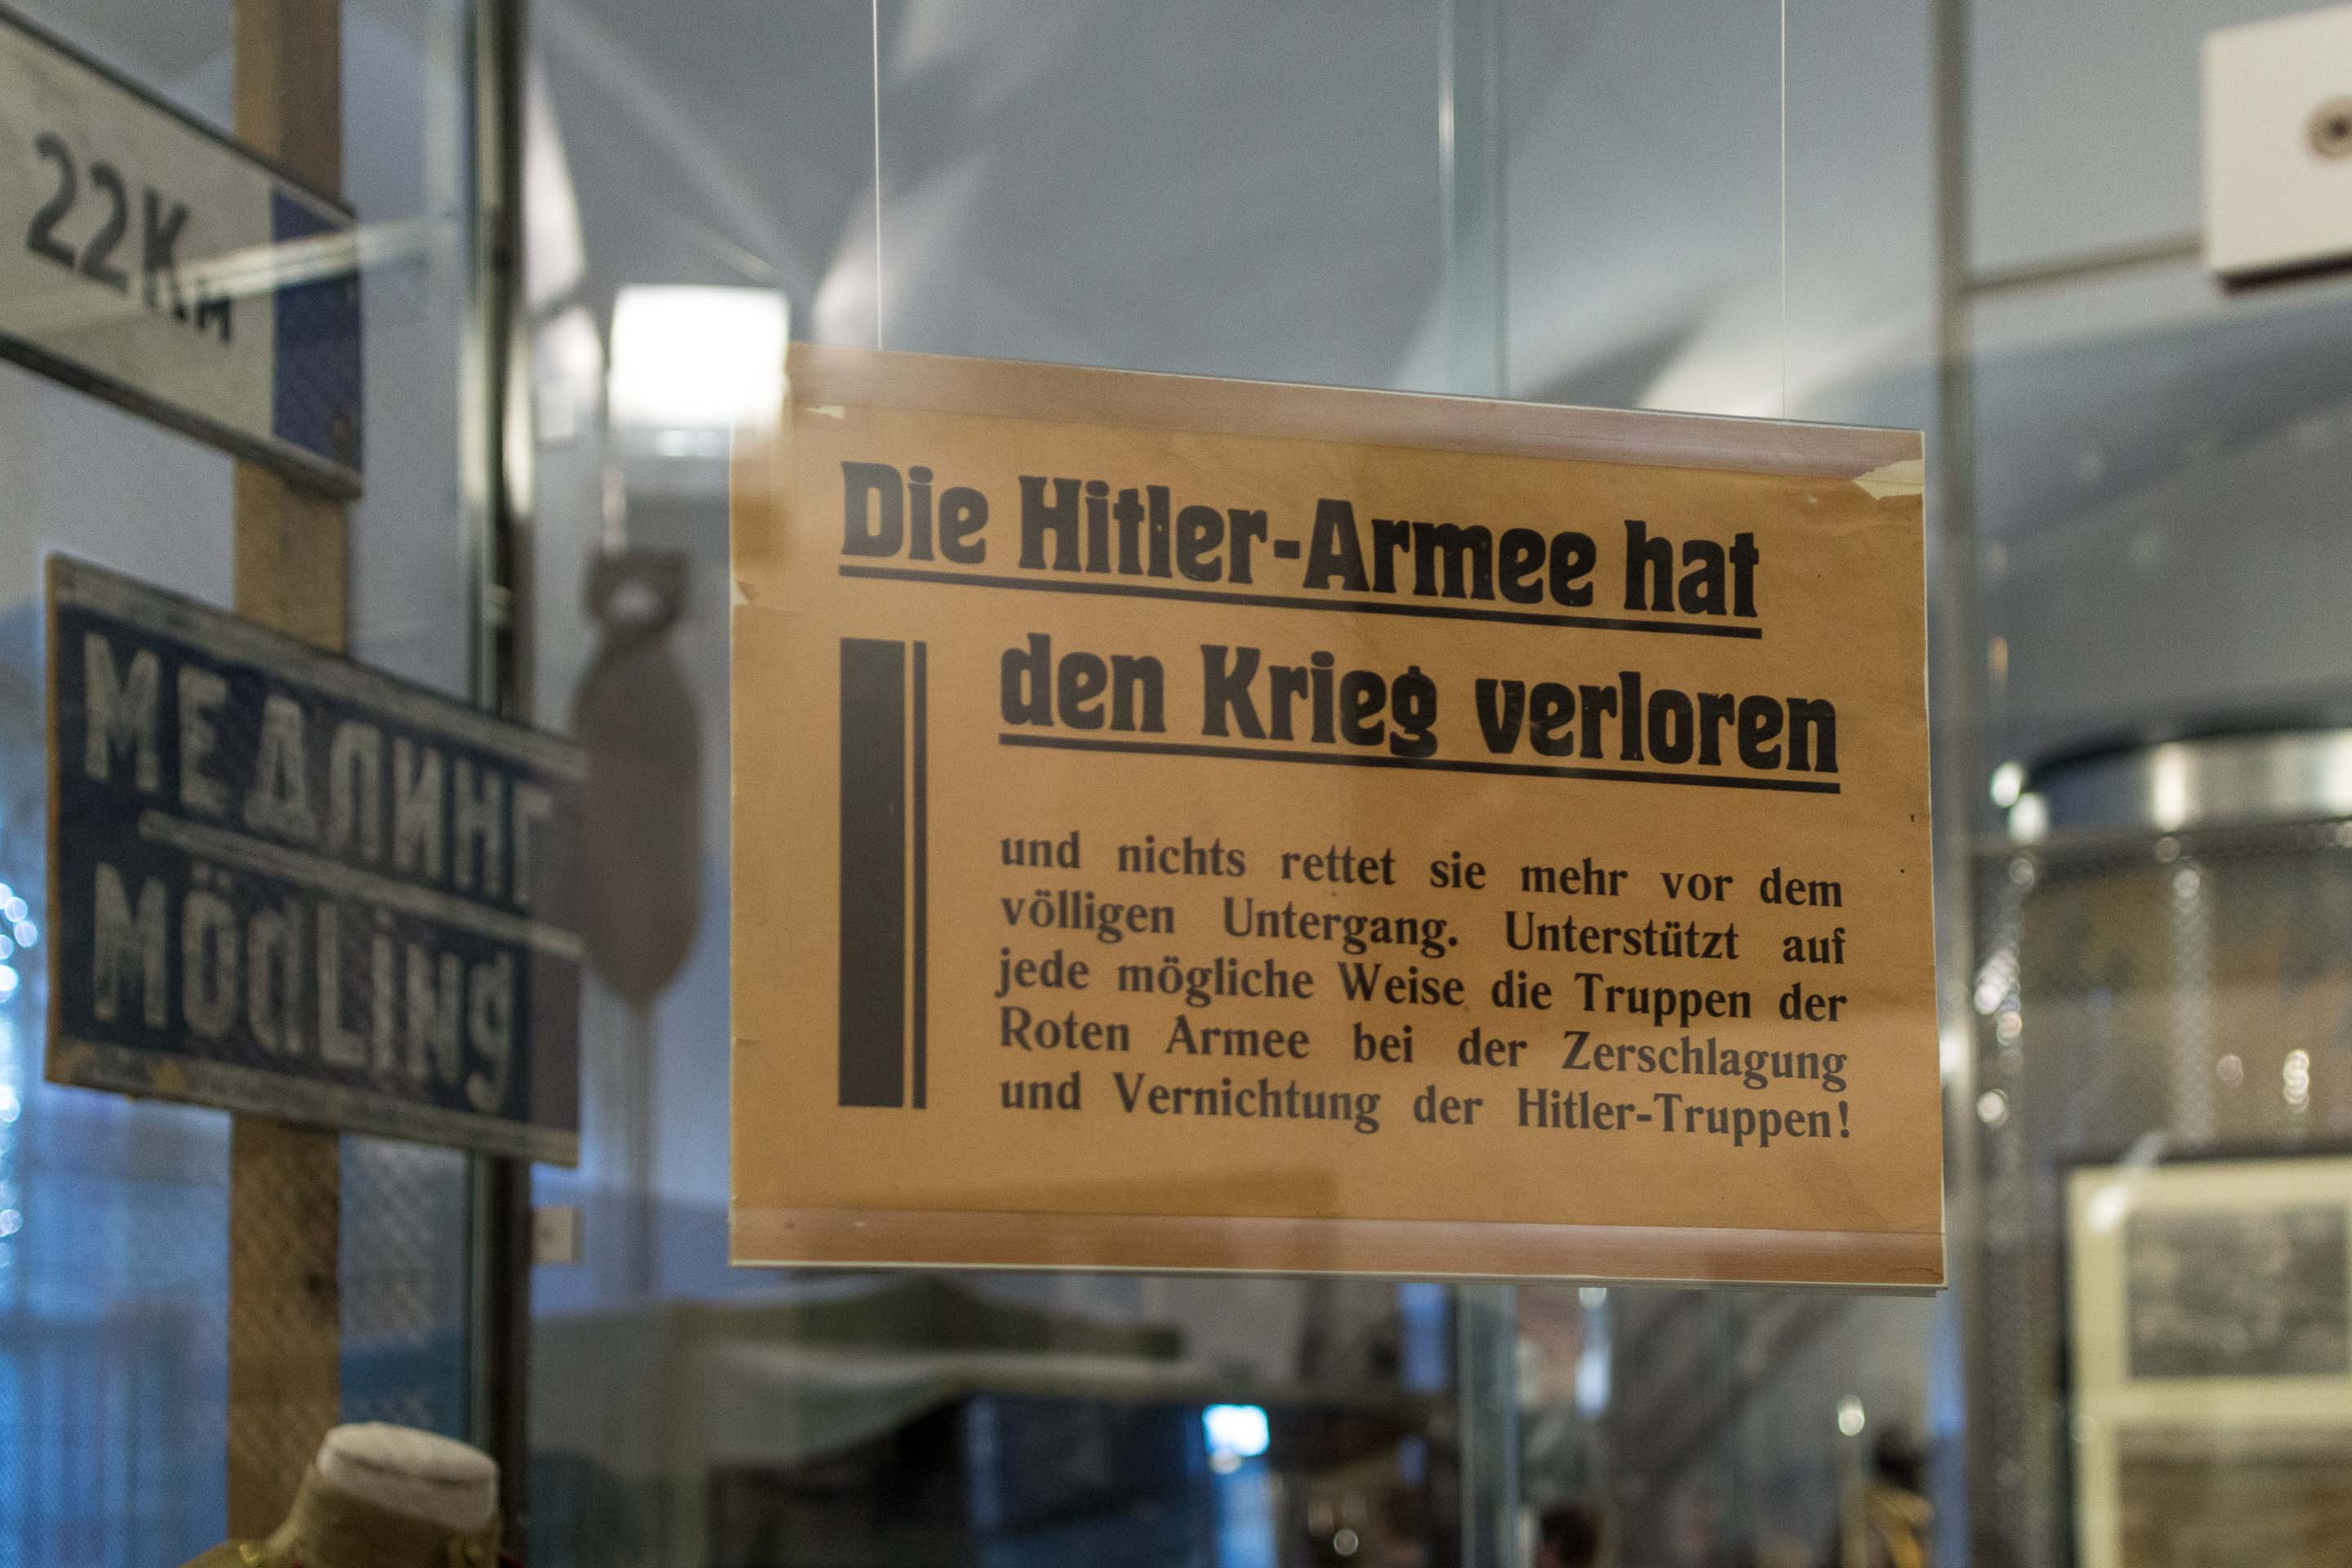 22Км
МЕДЛИНГ
MÖdLiNg
Die Hitler-Armee hat
den Krieg verloren
und nichts rettet sie mehr vor dem
völligen Untergang. Unterstützt auf
jede mögliche Weise die Truppen der
Roten Armee bei der Zerschlagung
und Vernichtung der Hitler-Truppen!